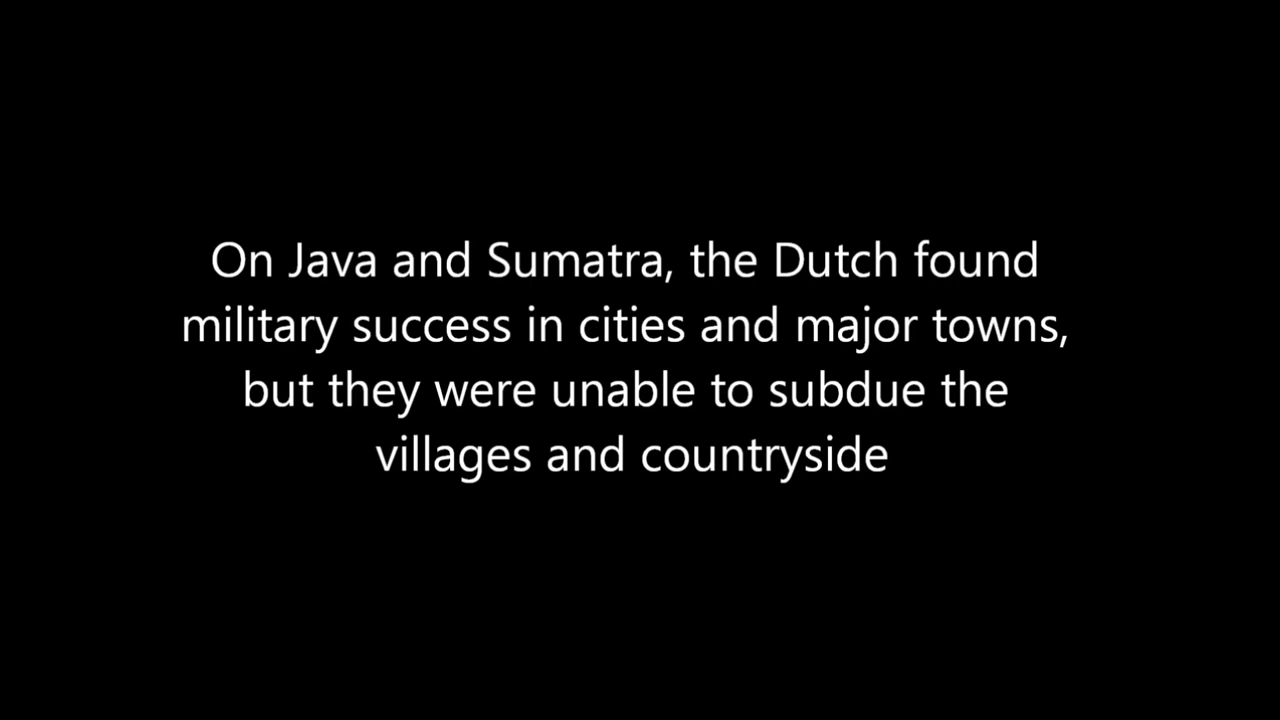 On Java and Sumatra, the Dutch found
military success in cities and major towns,
but they were unable to subdue the
villages and countryside